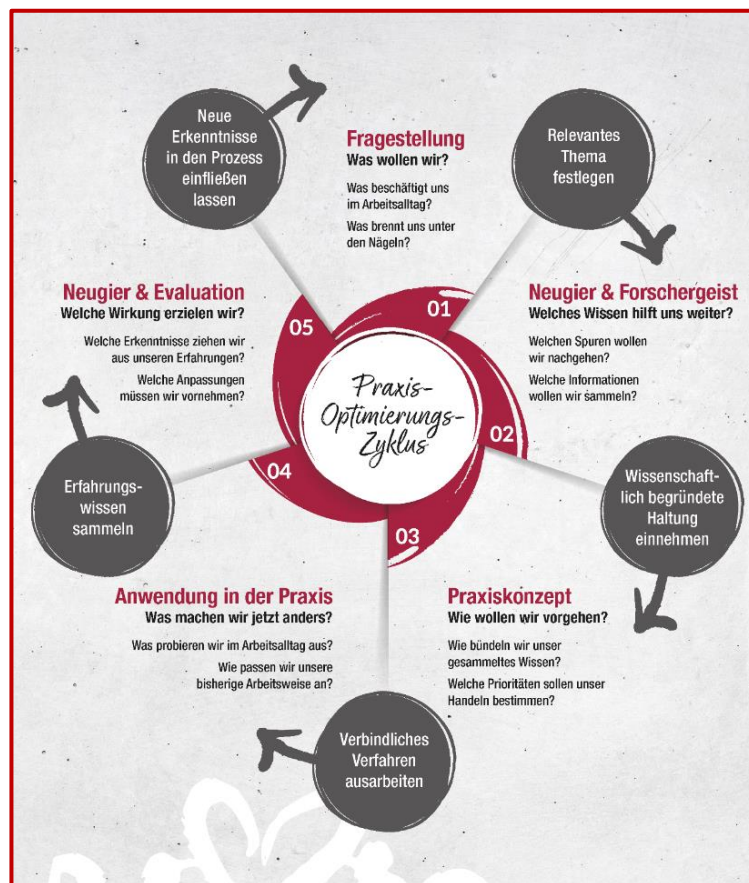 Neue
Erkenntnisse
in den Prozess
einfließen
lassen
Fragestellung
Was wollen wir?
Was beschäftigt uns
im Arbeitsalltag?
Was brennt uns unter
den Nägeln?
Relevantes
Thema
festlegen
Neugier & Evaluation
Welche Wirkung erzielen wir?
Welche Erkenntnisse ziehen wir
aus unseren Erfahrungen?
Welche Anpassungen
müssen wir vornehmen?
05
01
Neugier & Forschergeist
Welches Wissen hilft uns weiter?
Welchen Spuren wollen
wir nachgehen?
Welche Informationen
wollen wir sammeln?
Praxis-
Optimierungs-
Zyklus
02
04
03
Erfahrungs-
wissen
sammeln
Wissenschaft-
lich begründete
Haltung
einnehmen
Anwendung in der Praxis
Was machen wir jetzt anders?
Was probieren wir im Arbeitsalltag aus?
Wie passen wir unsere
bisherige Arbeitsweise an?
Praxiskonzept
Wie wollen wir vorgehen?
Wie bündeln wir unser
gesammeltes Wissen?
Welche Prioritäten sollen unser
Handeln bestimmen?
Verbindliches
Verfahren
ausarbeiten